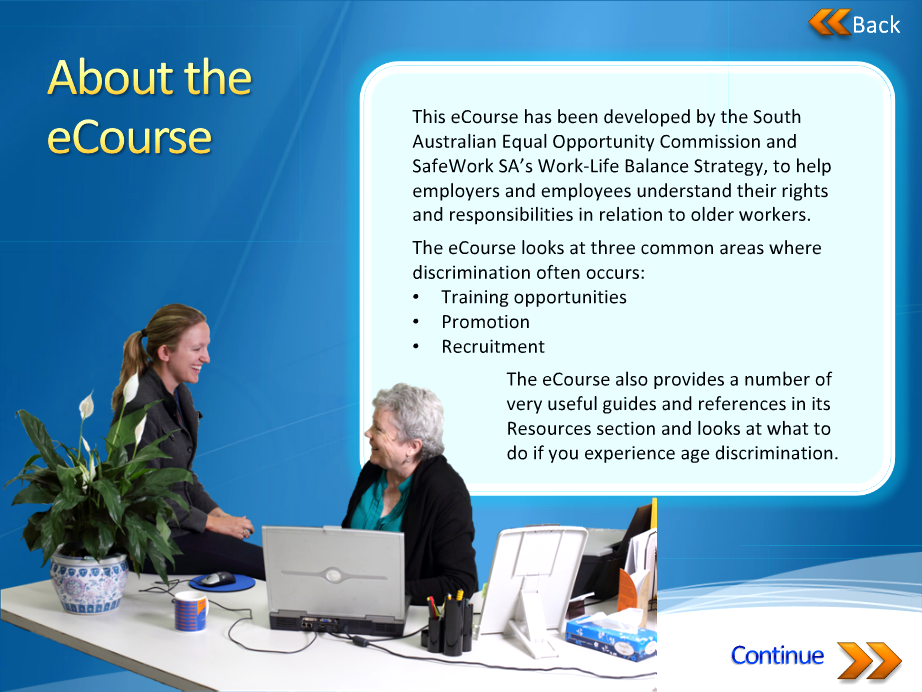 Back
About the
eCourse
This eCourse has been developed by the South
Australian Equal Opportunity Commission and
SafeWork SA’s Work-Life Balance Strategy, to help
employers and employees understand their rights
and responsibilities in relation to older workers.
The eCourse looks at three common areas where
discrimination often occurs:
• Training opportunities
• Promotion
• Recruitment
The eCourse also provides a number of
very useful guides and references in its
Resources section and looks at what to
do if you experience age discrimination.
Continue